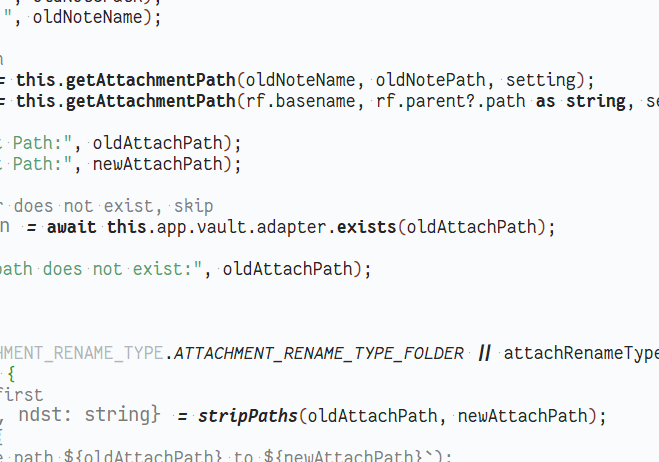 ", oldNoteName);
= this.getAttachmentPath(oldNoteName, oldNotePath, setting);
= this.getAttachmentPath(rf.basename, rf.parent?.path as string, se
Path:", oldAttachPath);
Path:", newAttachPath);
r does not exist, skip
n = await this.app.vault.adapter.exists(oldAttachPath);
path does not exist:", oldAttachPath);
HMENT_RENAME_TYPE.ATTACHMENT_RENAME_TYPE_FOLDER || attachRenameType
{
first
, ndst: string} = stripPaths(oldAttachPath, newAttachPath);
e path ${oldAttachPath} to ${newAttachPath}`);